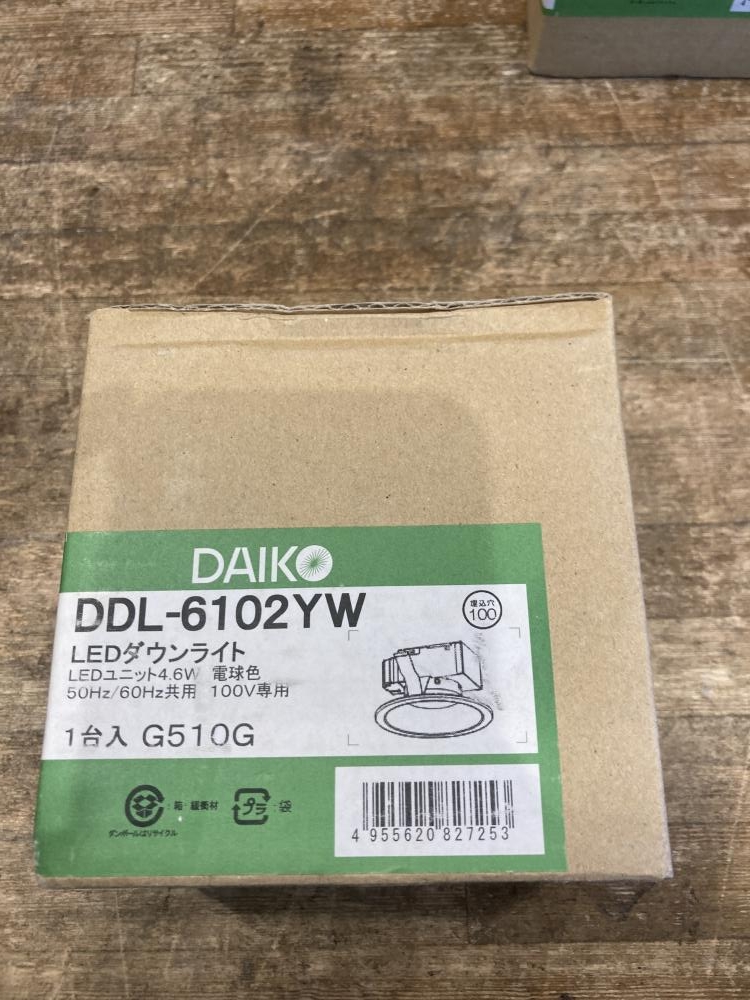 DAIKO
DDL-6102YW
埋込穴
100
LEDダウンライト
LEDユニット4.6W 電球色
50Hz/60Hz共用 100V専用
1台入 G510G
:箱・緩衝材
プラ :袋
ダンボールはリサイクル
4 955620 827253